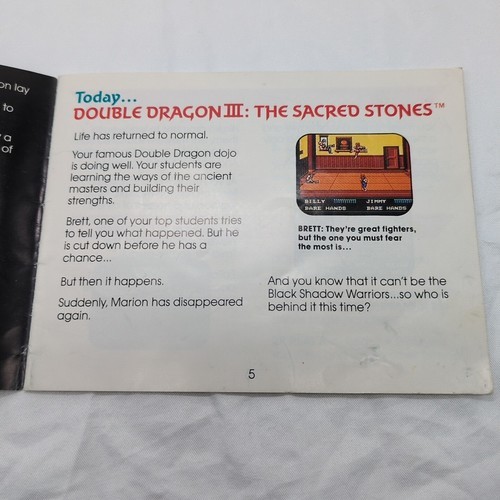 on lay
to
a
of
Today...
DOUBLE DRAGON III: THE SACRED STONES™
Life has returned to normal.
Your famous Double Dragon dojo
is doing well. Your students are
learning the ways of the ancient
masters and building their
strengths.
Brett, one of your top students tries
to tell you what happened. But he
is cut down before he has a
chance...
But then it happens.
Suddenly, Marion has disappeared
again.
BILLY JIMMY
BARE HANDS BARE HANDS
BRETT: They're great fighters,
but the one you must fear
the most is...
And you know that it can't be the
Black Shadow Warriors...so who is
behind it this time?
5